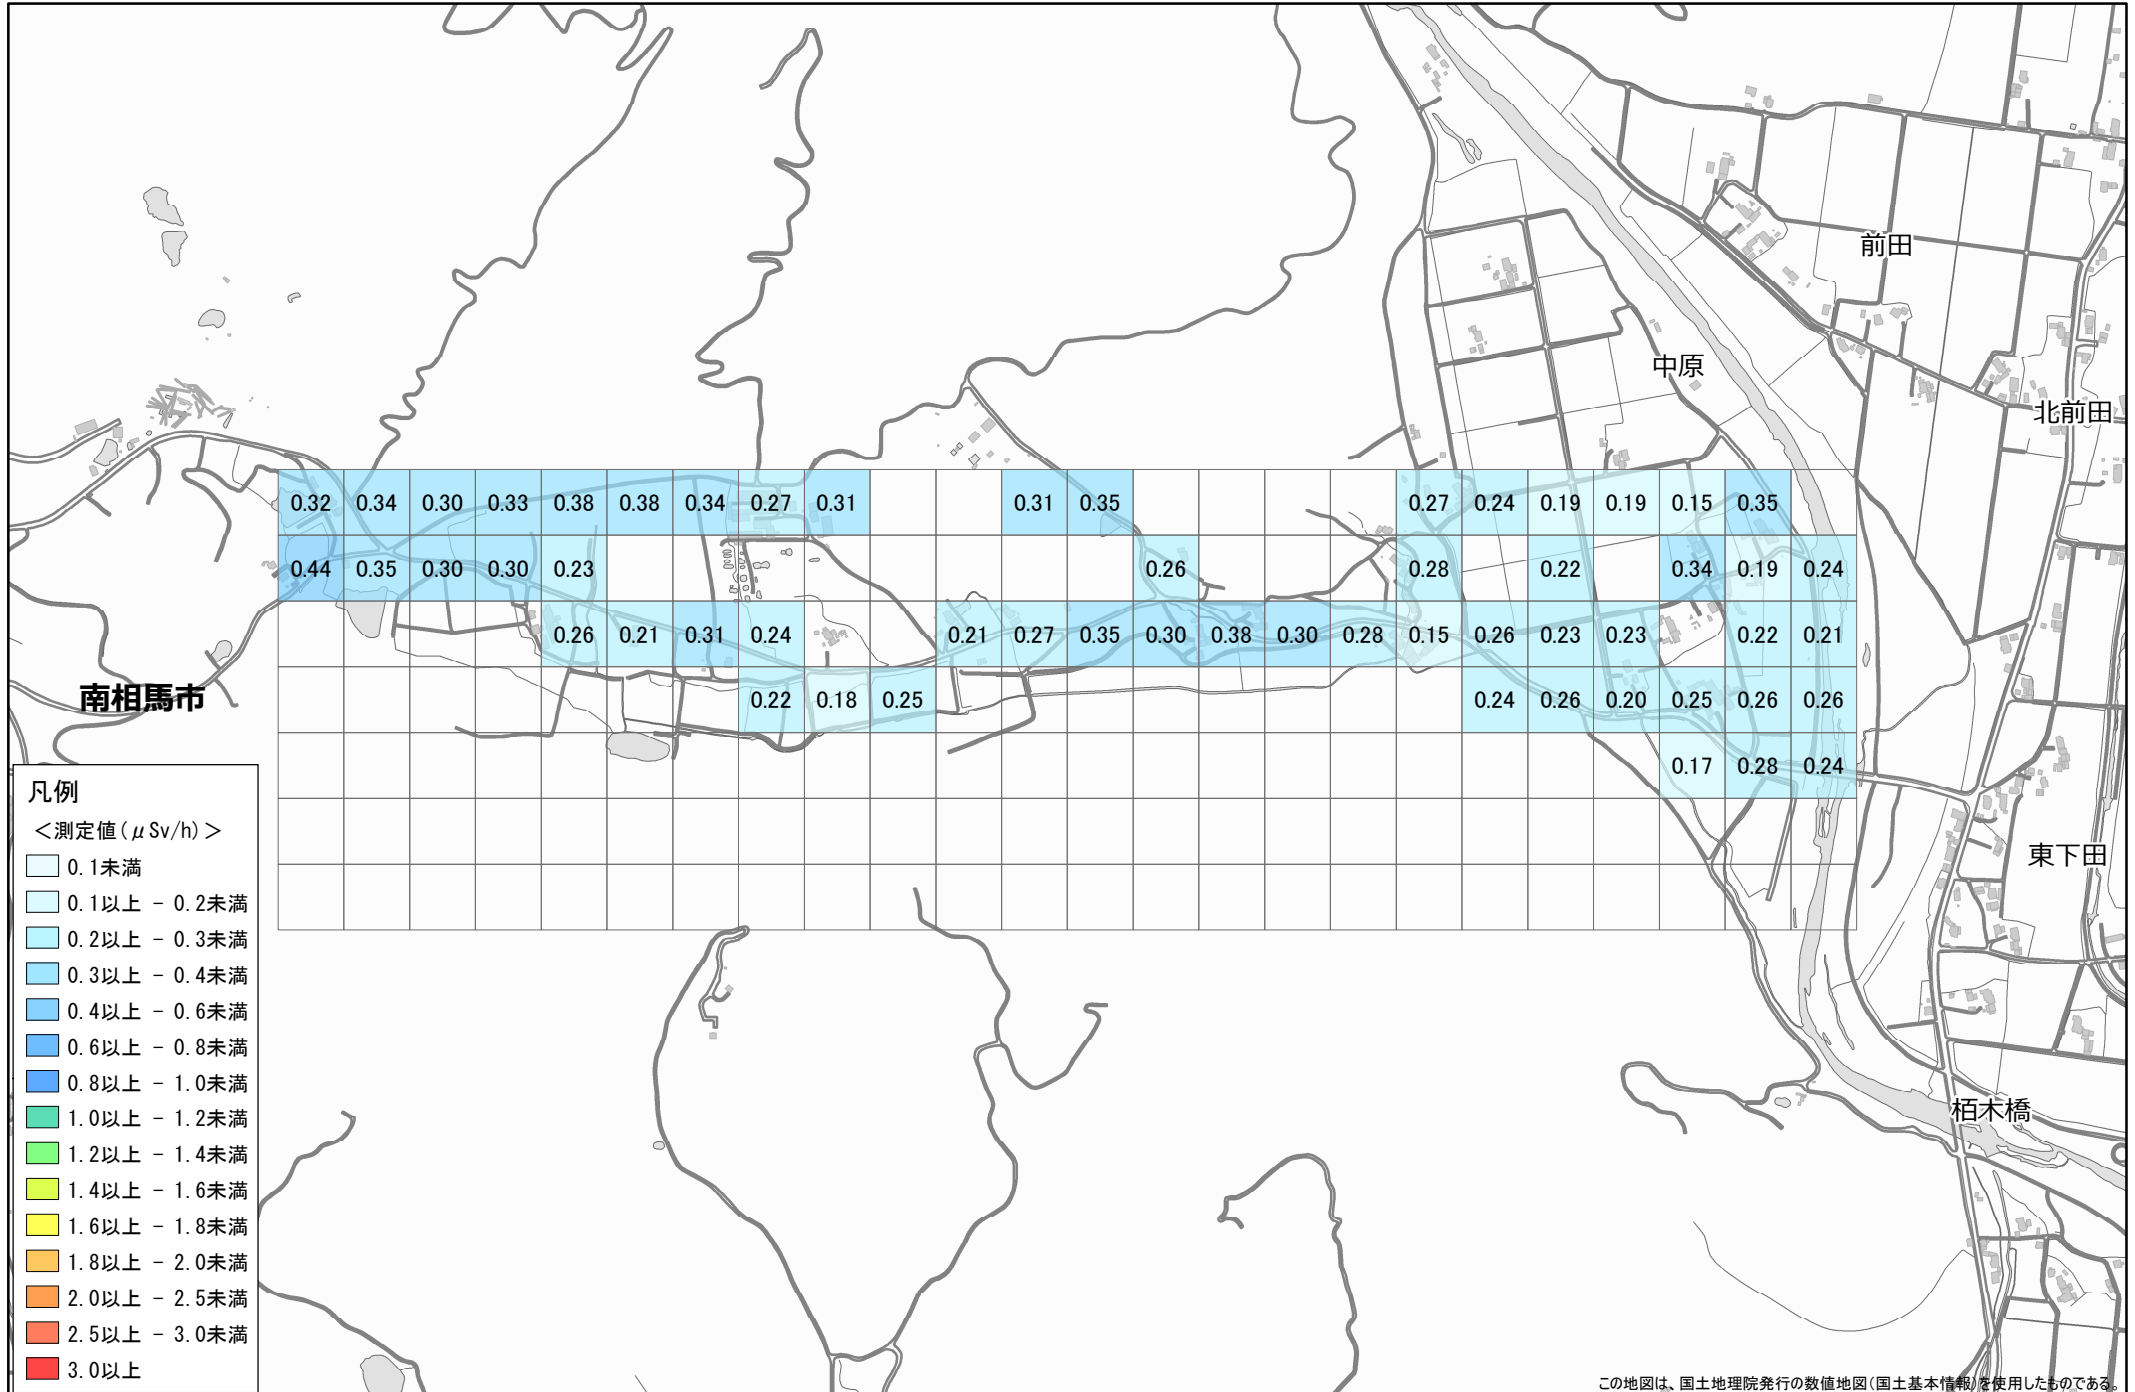 前田
中原
北前田
0.32 0.34 0.30 0.33 0.38 0.38 0.34 0.27 0.31 0.31 0.35 0.27 0.24 0.19 0.19 0.15 0.35
0.44 0.35 0.30 0.30 0.23 0.26 0.28 0.22 0.34 0.19 0.24
0.26 0.21 0.31 0.24 0.21 0.27 0.35 0.30 0.38 0.30 0.28 0.15 0.26 0.23 0.23 0.22 0.21
南相馬市
0.22 0.18 0.25 0.24 0.26 0.20 0.25 0.26 0.26
0.17 0.28 0.24
東下田
栢木橋
凡例
＜測定値(μSv/h)＞
0.1未満
0.1以上 － 0.2未満
0.2以上 － 0.3未満
0.3以上 － 0.4未満
0.4以上 － 0.6未満
0.6以上 － 0.8未満
0.8以上 － 1.0未満
1.0以上 － 1.2未満
1.2以上 － 1.4未満
1.4以上 － 1.6未満
1.6以上 － 1.8未満
1.8以上 － 2.0未満
2.0以上 － 2.5未満
2.5以上 － 3.0未満
3.0以上
この地図は、国土地理院発行の数値地図(国土基本情報)を使用したものである。